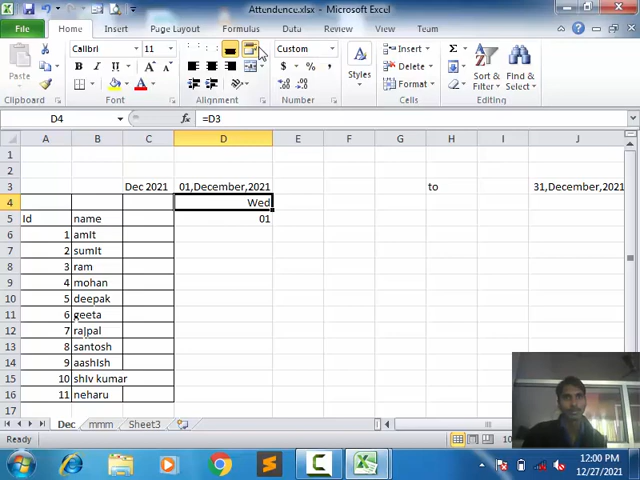 Attendence.xlsx - Microsoft Excel
File Home Insert Page Layout Formulas Data Review View Team
Paste Calibri 11 Custom Styles Insert Delete Format Sort & Filter Find & Select
Clipboard Font Alignment Number Cells Editing
D4 fx =D3
A B C D E F G H I J
1
2
3 Dec 2021 01,December,2021 to 31,December,2021
4 Wed
5 Id name 01
6 1 amIt
7 2 sumIt
8 3 ram
9 4 mohan
10 5 deepak
11 6 geeta
12 7 rajpal
13 8 santosh
14 9 aashIsh
15 10 shIv kumar
16 11 neharu
17
Dec mmm Sheet3
Ready
12:00 PM
12/27/2021